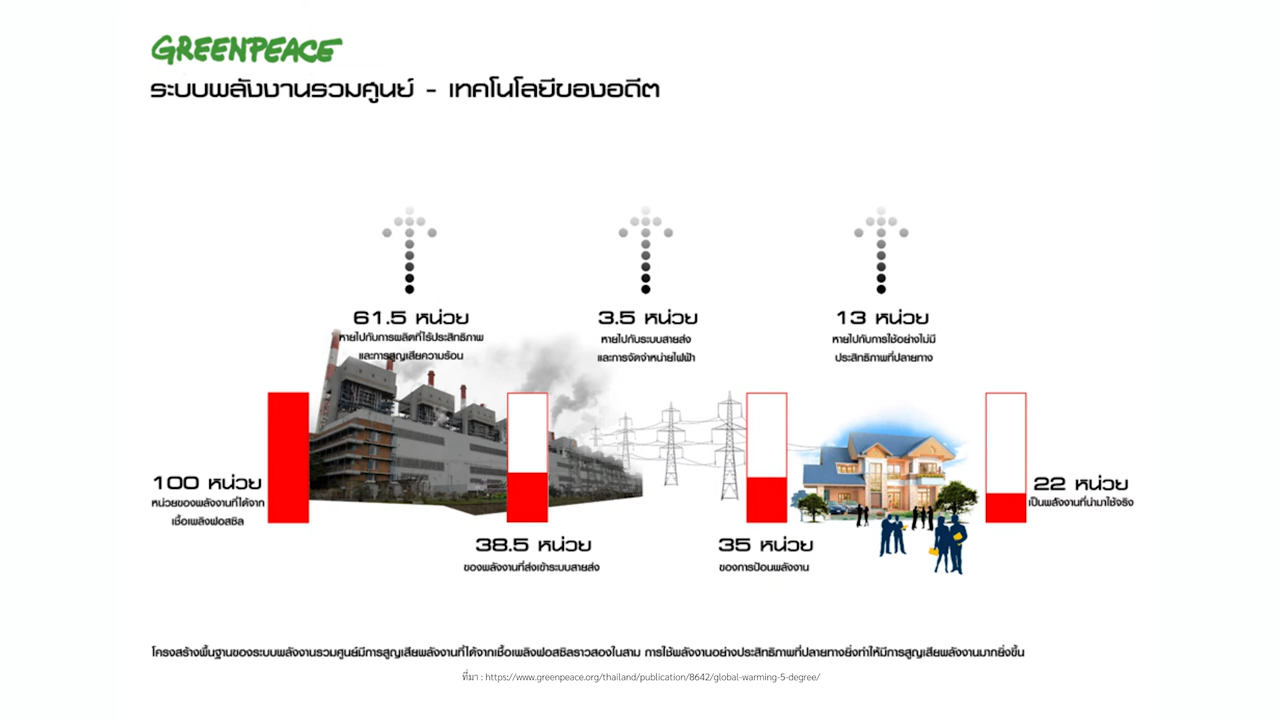 GREENPEACE
ระบบพลังงานรวมศูนย์ - เทคโนโลยีของอดีต
61.5 หน่วย
หายไปกับการผลิตที่ไร้ประสิทธิภาพ
และการสูญเสียความร้อน
3.5 หน่วย
หายไปกับระบบสายส่ง
และการจัดจำหน่ายไฟฟ้า
13 หน่วย
หายไปกับการใช้อย่างไม่มี
ประสิทธิภาพที่ปลายทาง
100 หน่วย
หน่วยของพลังงานที่ได้จาก
เชื้อเพลิงฟอสซิล
38.5 หน่วย
ของพลังงานที่ส่งเข้าระบบสายส่ง
35 หน่วย
ของการป้อนพลังงาน
22 หน่วย
เป็นพลังงานที่นำมาใช้จริง
โครงสร้างพื้นฐานของระบบพลังงานรวมศูนย์มีการสูญเสียพลังงานที่ได้จากเชื้อเพลิงฟอสซิลราวสองในสาม การใช้พลังงานอย่างประสิทธิภาพที่ปลายทางยิ่งทำให้มีการสูญเสียพลังงานมากยิ่งขึ้น
ที่มา : https://www.greenpeace.org/thailand/publication/8642/global-warming-5-degree/